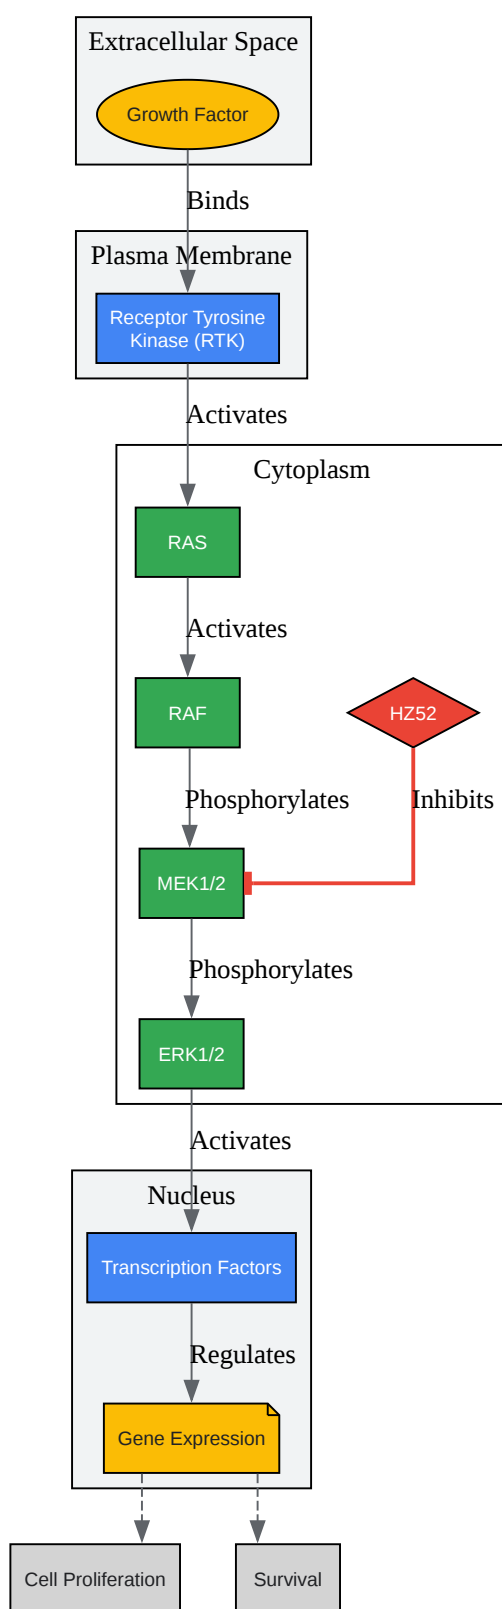 Extracellular Space
Growth Factor
Binds
Plasma Membrane
Receptor Tyrosine
Kinase (RTK)
Activates
Cytoplasm
RAS
Activates
RAF
HZ52
Phosphorylates
Inhibits
MEK1/2
Phosphorylates
ERK1/2
Activates
Nucleus
Transcription Factors
Regulates
Gene Expression
Cell Proliferation
Survival